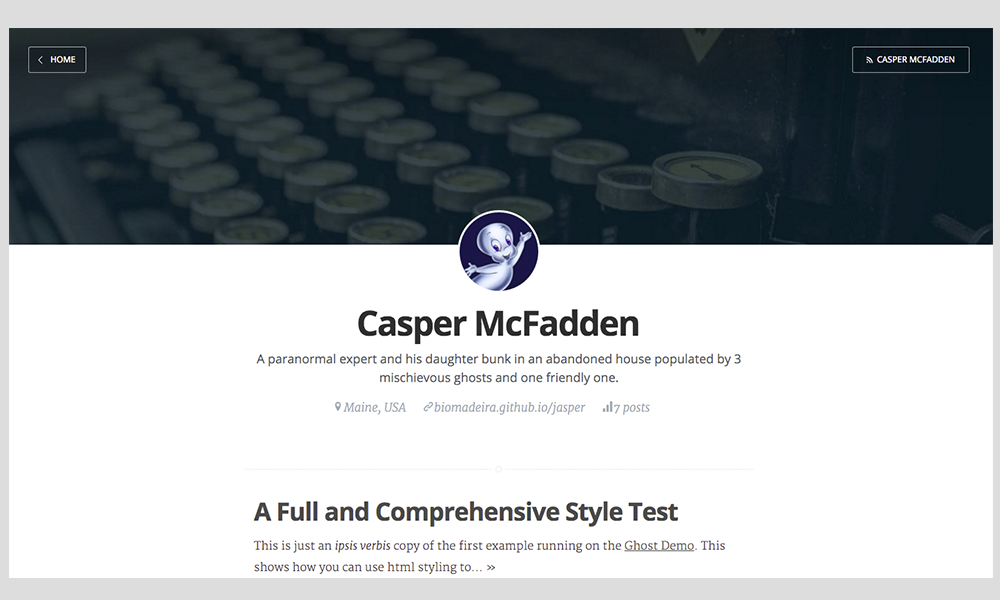 HOME
CASPER MCFADDEN
Casper McFadden
A paranormal expert and his daughter bunk in an abandoned house populated by 3
mischievous ghosts and one friendly one.
Maine, USA biomadeira.github.io/jasper 7 posts
A Full and Comprehensive Style Test
This is just an ipsis verbis copy of the first example running on the Ghost Demo. This
shows how you can use html styling to… »